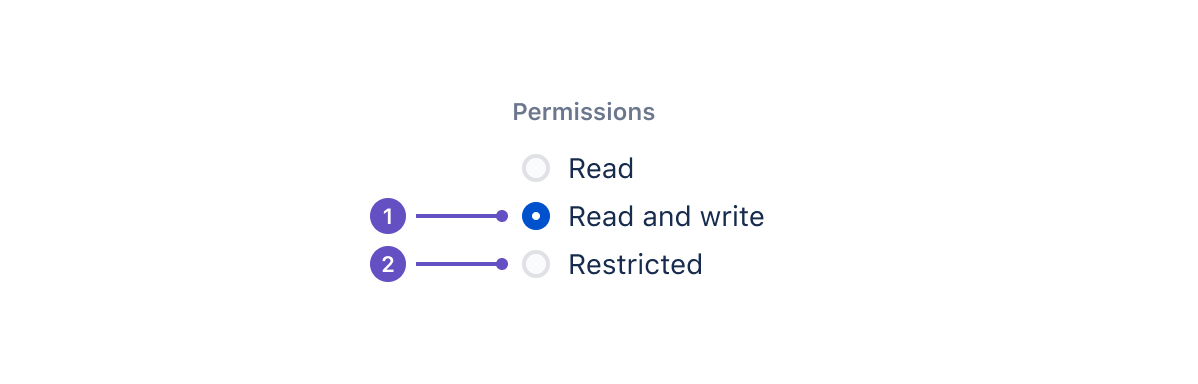 Permissions
Read
1 Read and write
2 Restricted